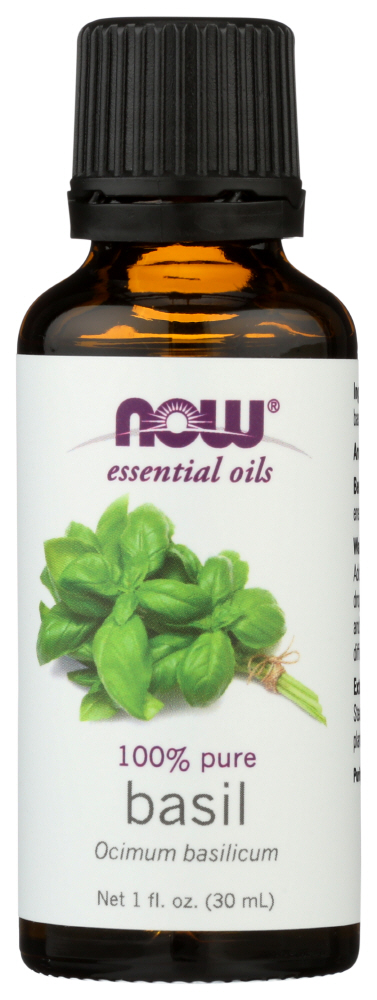 now®
essential oils
100% pure
basil
Ocimum basilicum
Net 1 fl. oz. (30 mL)